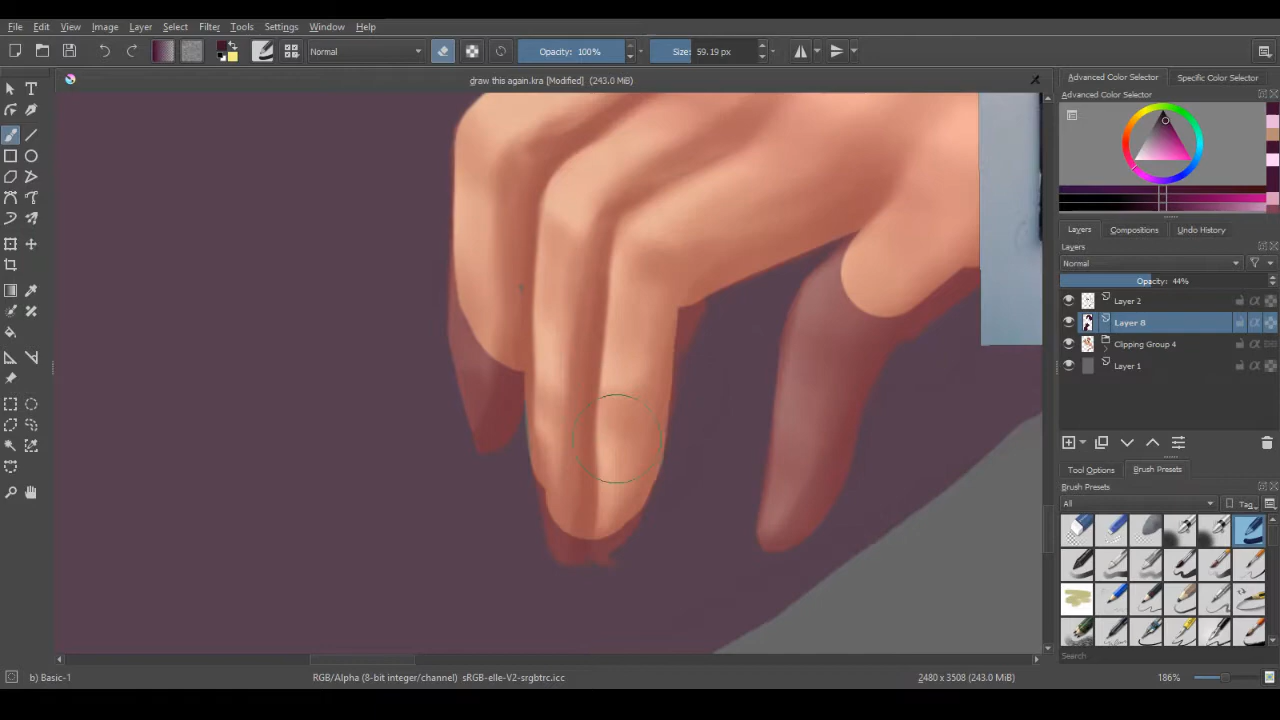 File Edit View Image Layer Select Filter Tools Settings Window Help
Normal Opacity: 100% Size: 59.19 px
draw this again.kra [Modified] (243.0 MiB)
Advanced Color Selector Specific Color Selector
Advanced Color Selector
Layers Compositions Undo History
Layers
Normal
Opacity: 44%
Layer 2
Layer 8
Clipping Group 4
Layer 1
Tool Options Brush Presets
Brush Presets
All Tag
Search
b) Basic-1 RGB/Alpha (8-bit integer/channel) sRGB-elle-V2-srgbtrc.icc 2480 x 3508 (243.0 MiB) 186%